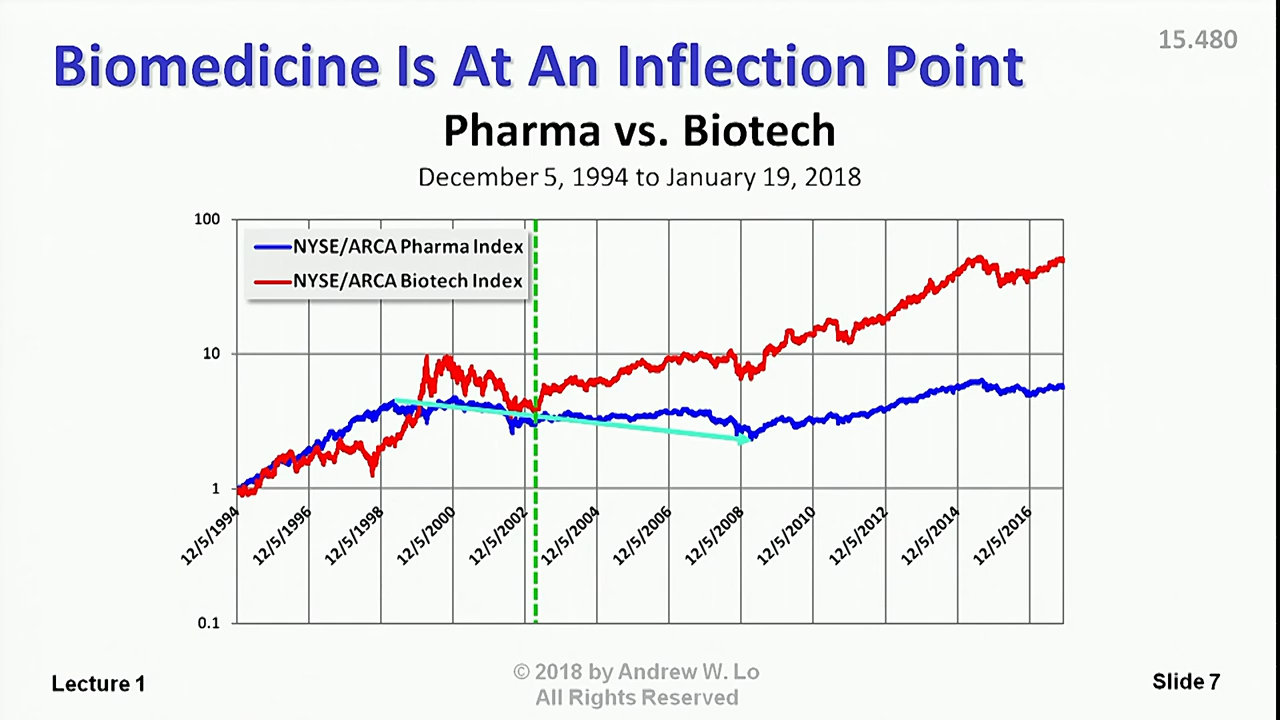 15.480
Biomedicine Is At An Inflection Point
Pharma vs. Biotech
December 5, 1994 to January 19, 2018
100
NYSE/ARCA Pharma Index
NYSE/ARCA Biotech Index
10
1
0.1
12/5/1994
12/5/1996
12/5/1998
12/5/2000
12/5/2002
12/5/2004
12/5/2006
12/5/2008
12/5/2010
12/5/2012
12/5/2014
12/5/2016
Lecture 1
© 2018 by Andrew W. Lo
All Rights Reserved
Slide 7